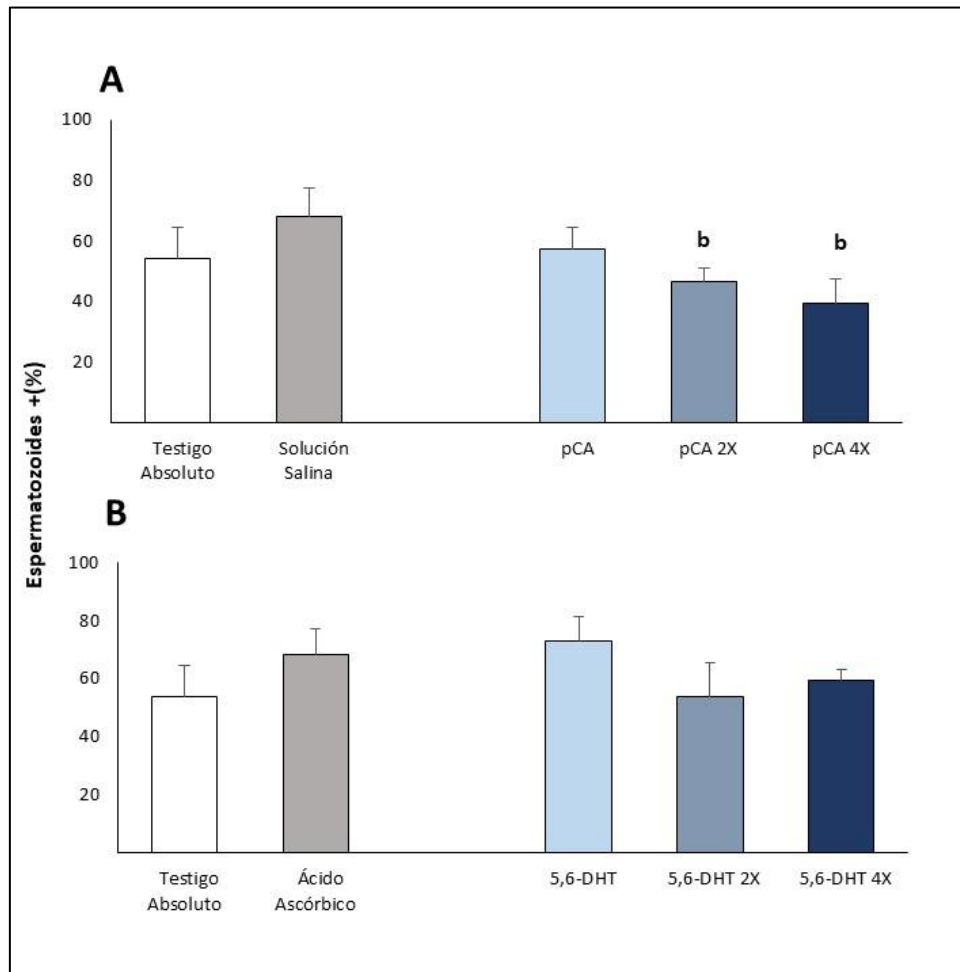 A
100
80
60
40
20
b
b
Testigo
Absoluto
Solución
Salina
pCA
pCA 2X
pCA 4X
Espermatozoides +(%)
B
100
80
60
40
20
Testigo
Absoluto
Ácido
Ascórbico
5,6-DHT
5,6-DHT 2X
5,6-DHT 4X